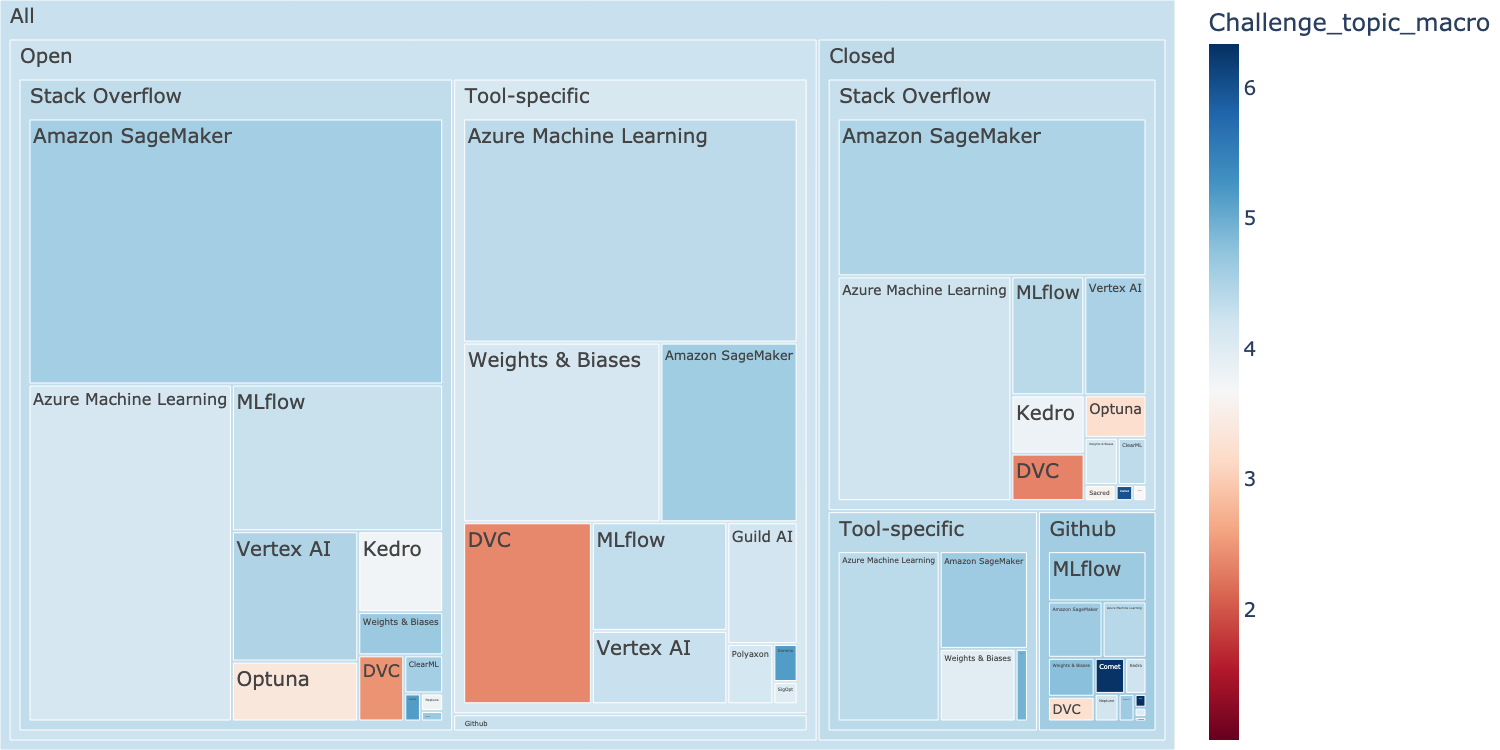 All
Open
Stack Overflow
Amazon SageMaker
Azure Machine Learning
MLflow
Vertex AI
Kedro
Weights & Biases
Optuna
DVC
ClearML
Tool-specific
Azure Machine Learning
Weights & Biases
Amazon SageMaker
DVC
MLflow
Guild AI
Vertex AI
Polyaxon
SigOpt
Github
Closed
Stack Overflow
Amazon SageMaker
Azure Machine Learning
MLflow
Vertex AI
Kedro
Optuna
Weights & Biases
ClearML
DVC
Sacred
Tool-specific
Azure Machine Learning
Amazon SageMaker
Weights & Biases
Github
MLflow
Amazon SageMaker
Azure Machine Learning
Weights & Biases
Comet
Kedro
DVC
Neptune
Challenge_topic_macro
6
5
4
3
2